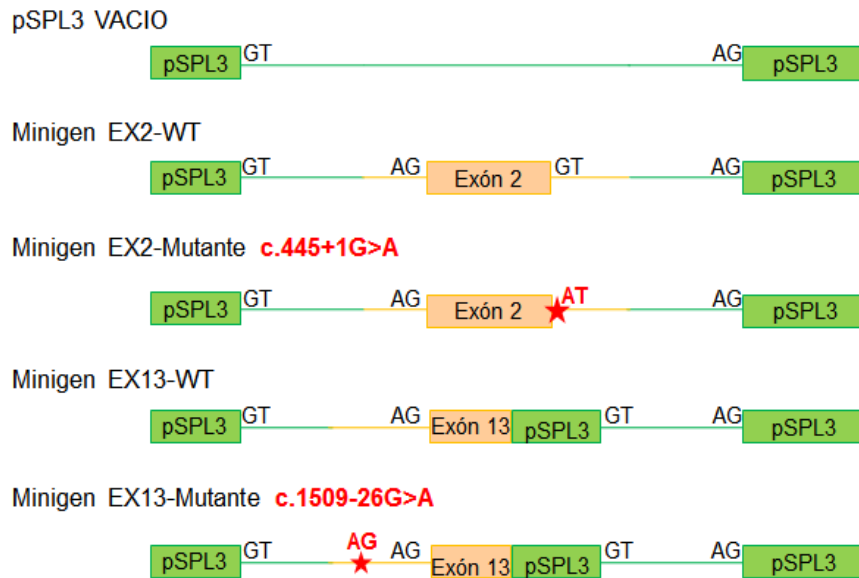 pSPL3 VACIO
pSPL3 GT AG pSPL3
Minigen EX2-WT
pSPL3 GT AG Exón 2 GT AG pSPL3
Minigen EX2-Mutante c.445+1G>A
pSPL3 GT AG Exón 2 AT AG pSPL3
Minigen EX13-WT
pSPL3 GT AG Exón 13 pSPL3 GT AG pSPL3
Minigen EX13-Mutante c.1509-26G>A
pSPL3 GT AG AG Exón 13 pSPL3 GT AG pSPL3